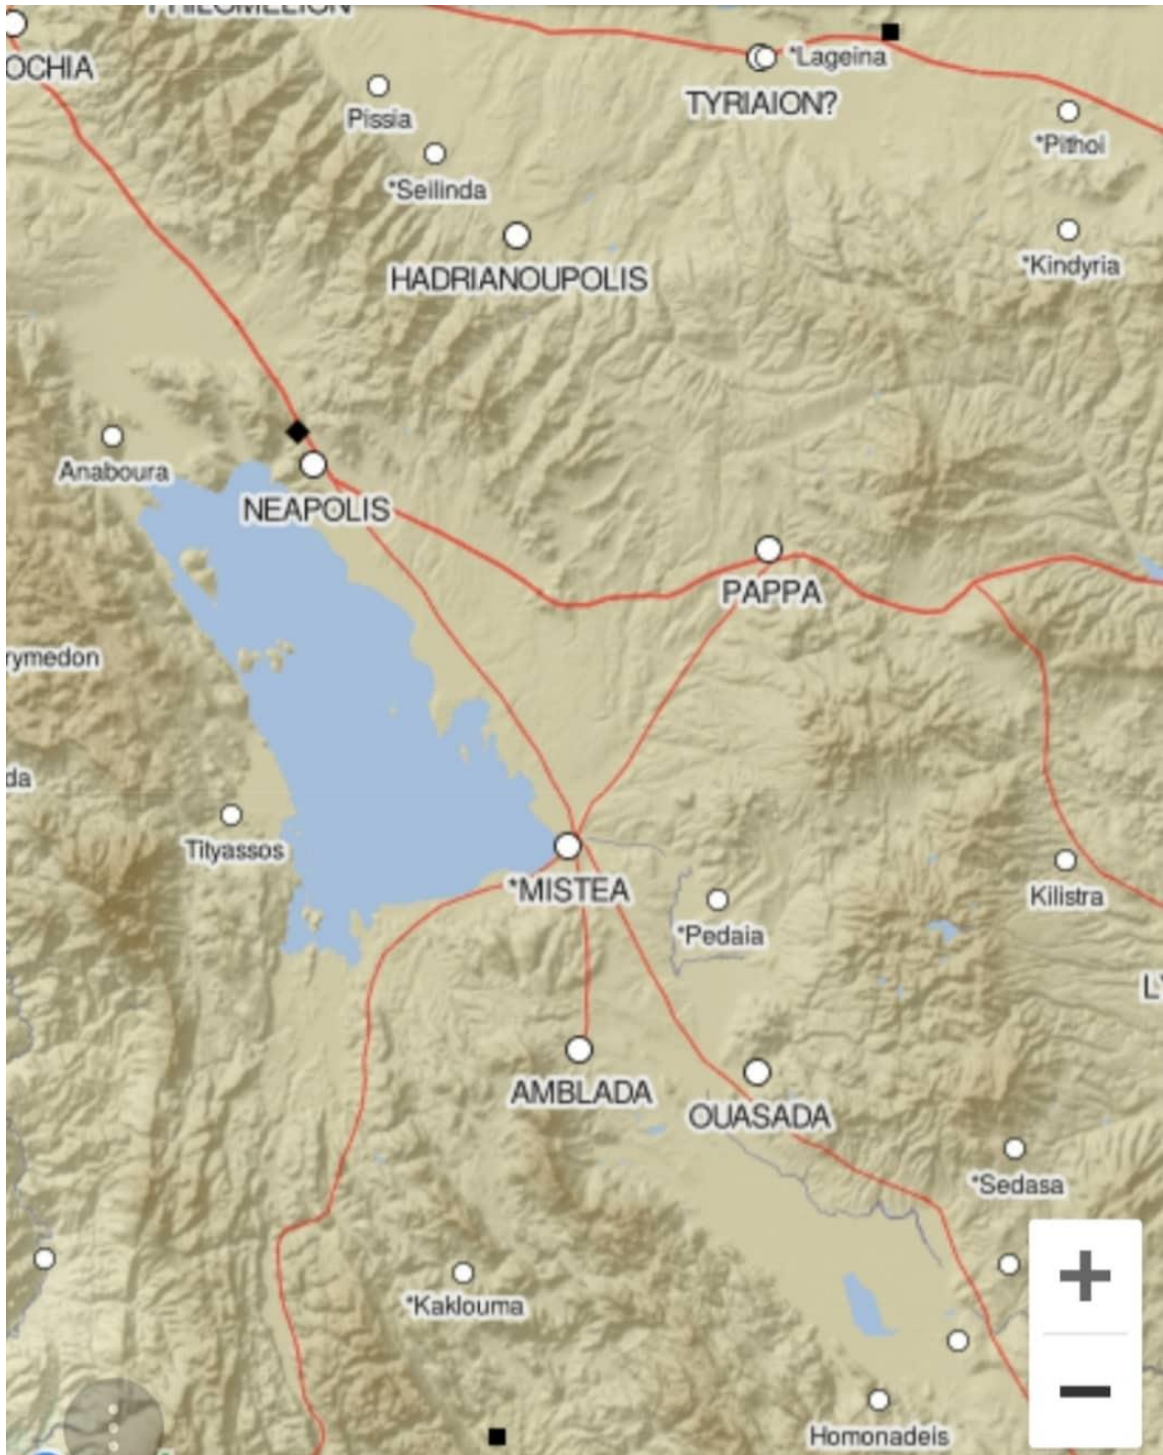 PHILOMELION
OCHIA
*Lageina
TYRIAION?
Pissia
*Pithoi
*Seilinda
*Kindyria
HADRIANOUPOLIS
Anaboura
NEAPOLIS
PAPPA
rymedon
da
Tityassos
*MISTEA
Kilistra
*Pedaia
L
AMBLADA
OUASADA
*Sedasa
*Kaklouma
Homonadeis